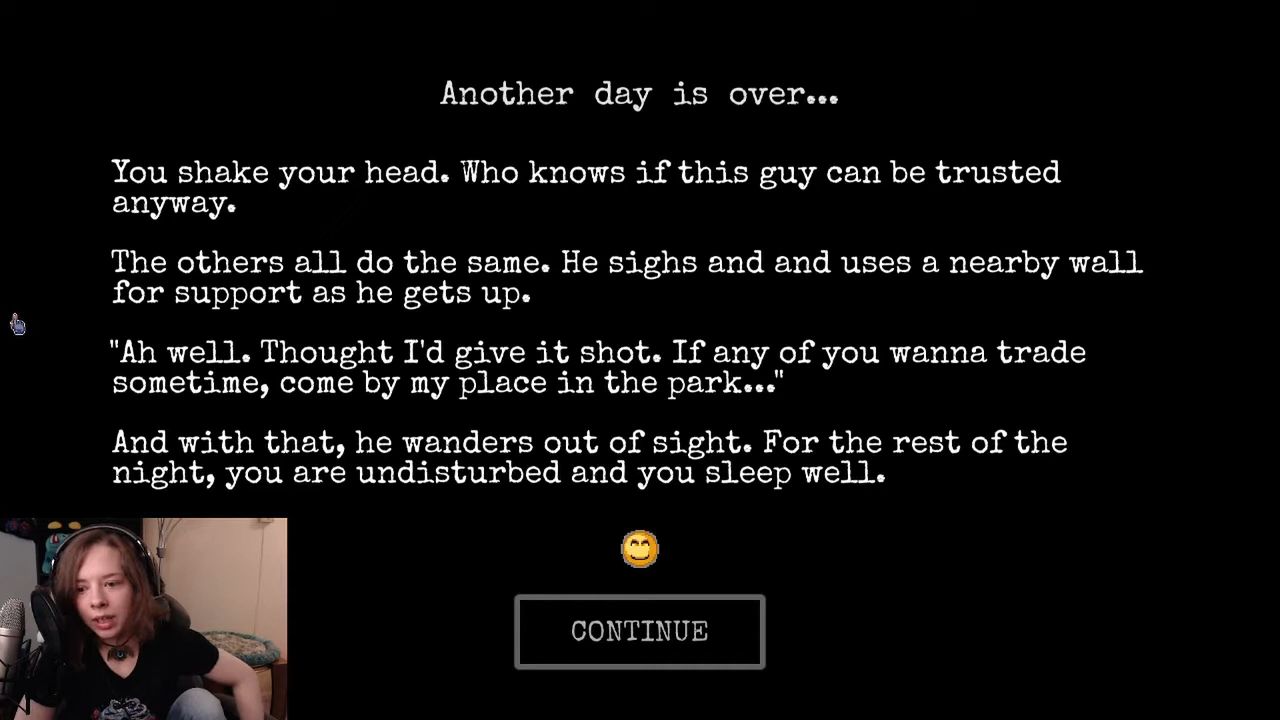 Another day is over...
You shake your head. Who knows if this guy can be trusted
anyway.
The others all do the same. He sighs and and uses a nearby wall
for support as he gets up.
"Ah well. Thought I'd give it shot. If any of you wanna trade
sometime, come by my place in the park..."
And with that, he wanders out of sight. For the rest of the
night, you are undisturbed and you sleep well.
CONTINUE